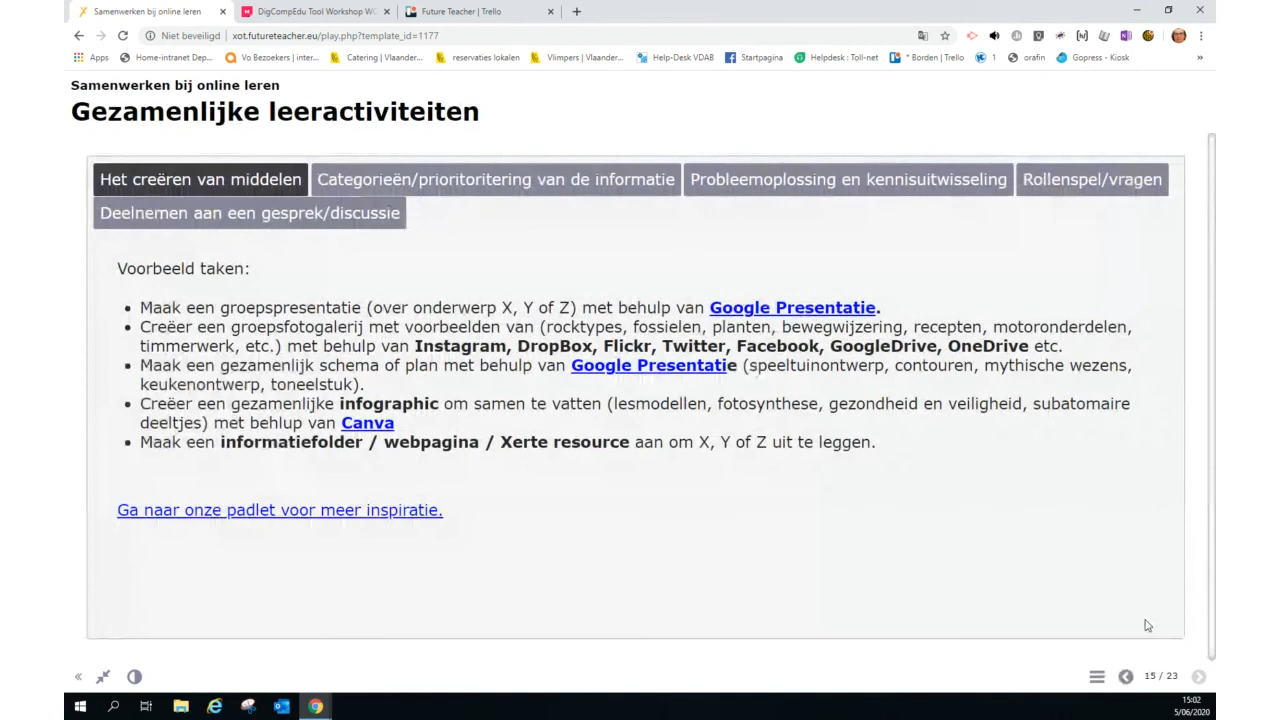 Samenwerken bij online leren
DigCompEdu Tool Workshop WC
Future Teacher | Trello
Niet beveiligd | xot.futureteacher.eu/play.php?template_id=1177
Apps
Home-intranet Dep...
Vo Bezoekers | inter...
Catering | Vlaander...
reservaties lokalen
Vlimpers | Vlaander...
Help-Desk VDAB
Startpagina
Helpdesk : Toll-net
* Borden | Trello
1
orafin
Gopress - Kiosk
»
Samenwerken bij online leren
Gezamenlijke leeractiviteiten
Het creëren van middelen
Categorieën/prioritoritering van de informatie
Probleemoplossing en kennisuitwisseling
Rollenspel/vragen
Deelnemen aan een gesprek/discussie
Voorbeeld taken:
• Maak een groepspresentatie (over onderwerp X, Y of Z) met behulp van Google Presentatie.
• Creëer een groepsfotogalerij met voorbeelden van (rocktypes, fossielen, planten, bewegwijzering, recepten, motoronderdelen,
timmerwerk, etc.) met behulp van Instagram, DropBox, Flickr, Twitter, Facebook, GoogleDrive, OneDrive etc.
• Maak een gezamenlijk schema of plan met behulp van Google Presentatie (speeltuinontwerp, contouren, mythische wezens,
keukenontwerp, toneelstuk).
• Creëer een gezamenlijke infographic om samen te vatten (lesmodellen, fotosynthese, gezondheid en veiligheid, subatomaire
deeltjes) met behlup van Canva
• Maak een informatiefolder / webpagina / Xerte resource aan om X, Y of Z uit te leggen.
Ga naar onze padlet voor meer inspiratie.
«
15 / 23
15:02
5/06/2020